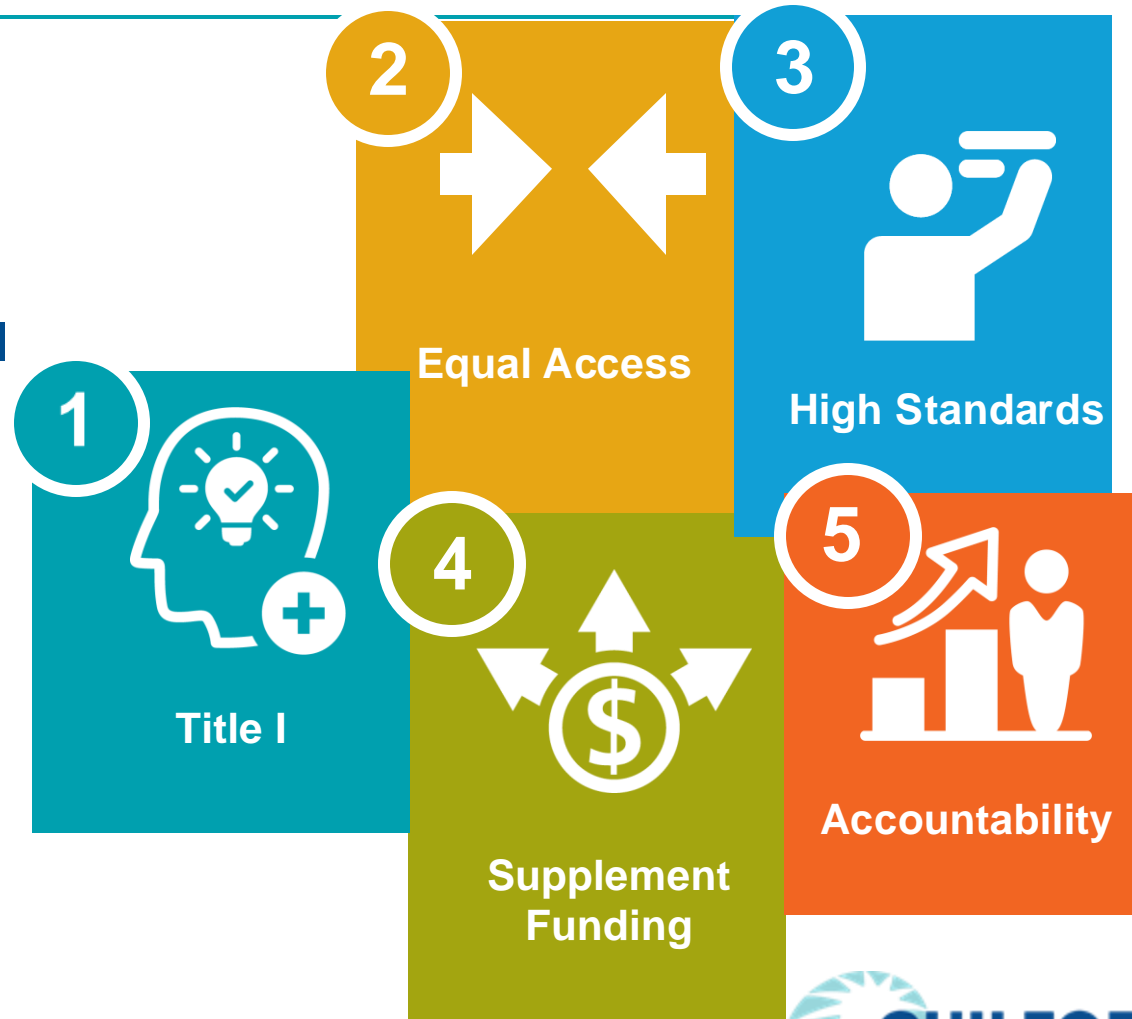 1
Title I
2
Equal Access
3
High Standards
4
$
Supplement
Funding
5
Accountability